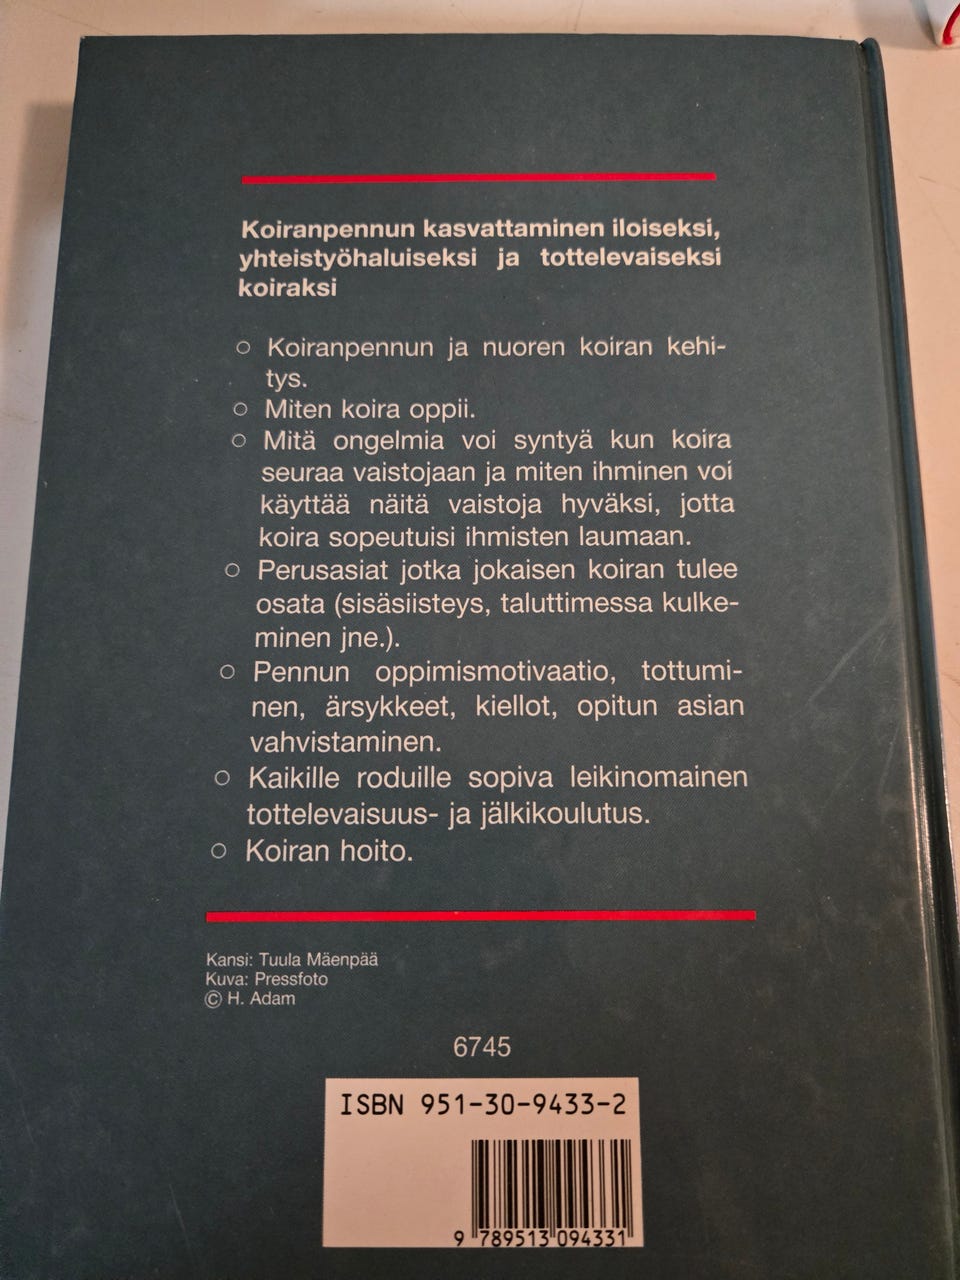 Koiranpennun kasvattaminen iloiseksi,
yhteistyöhaluiseksi ja tottelevaiseksi
koiraksi
○ Koiranpennun ja nuoren koiran kehi-
tys.
○ Miten koira oppii.
○ Mitä ongelmia voi syntyä kun koira
seuraa vaistojaan ja miten ihminen voi
käyttää näitä vaistoja hyväksi, jotta
koira sopeutuisi ihmisten laumaan.
○ Perusasiat jotka jokaisen koiran tulee
osata (sisäsiisteys, taluttimessa kulke-
minen jne.).
○ Pennun oppimismotivaatio, tottumi-
nen, ärsykkeet, kiellot, opitun asian
vahvistaminen.
○ Kaikille roduille sopiva leikinomainen
tottelevaisuus- ja jälkikoulutus.
○ Koiran hoito.
Kansi: Tuula Mäenpää
Kuva: Pressfoto
© H. Adam
6745
ISBN 951-30-9433-2
9 789513 094331